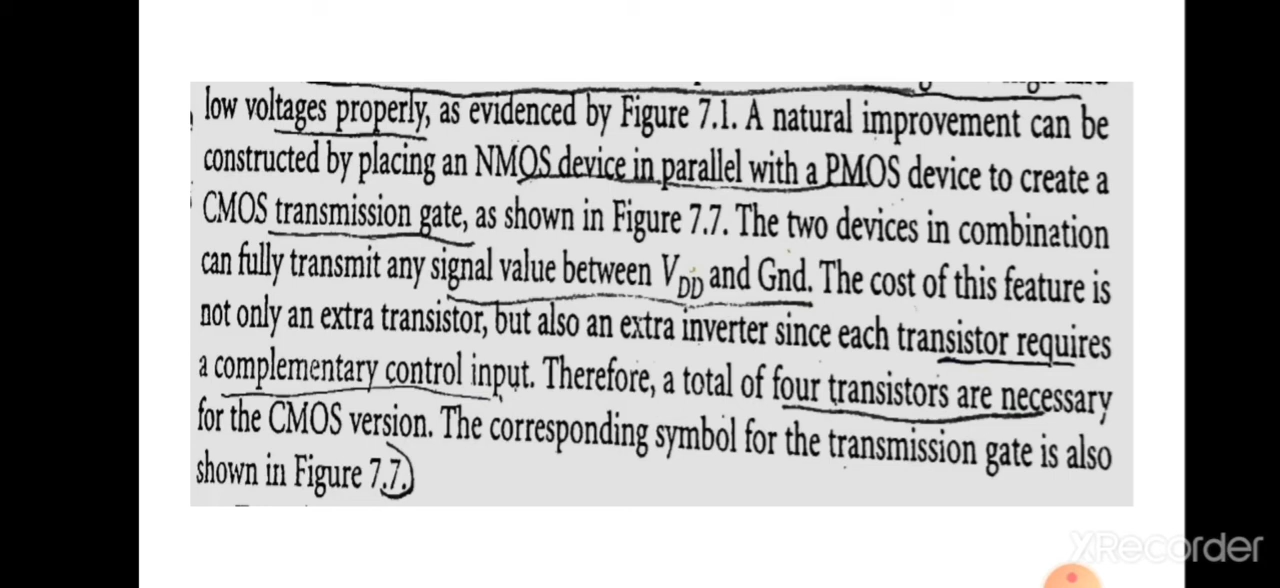 low voltages properly, as evidenced by Figure 7.1. A natural improvement can be
constructed by placing an NMOS device in parallel with a PMOS device to create a
CMOS transmission gate, as shown in Figure 7.7. The two devices in combination
can fully transmit any signal value between VDD and Gnd. The cost of this feature is
not only an extra transistor, but also an extra inverter since each transistor requires
a complementary control input. Therefore, a total of four transistors are necessary
for the CMOS version. The corresponding symbol for the transmission gate is also
shown in Figure 7.7.
XRecorder